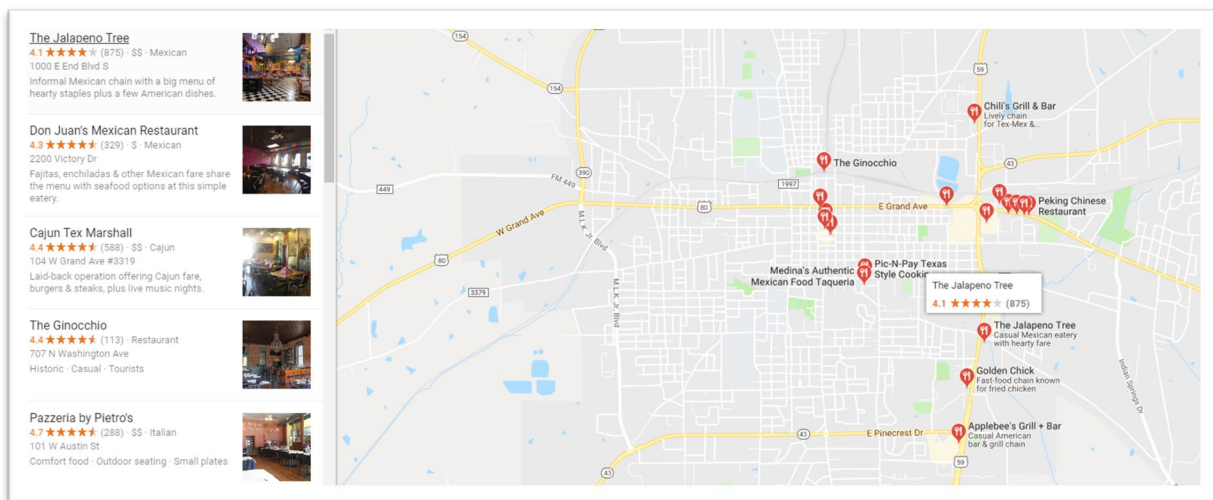 The Jalapeno Tree
4.1 ★★★★★ (875) · $$ · Mexican
1000 E End Blvd S
Informal Mexican chain with a big menu of
hearty staples plus a few American dishes.
Don Juan's Mexican Restaurant
4.3 ★★★★★ (329) · $ · Mexican
2200 Victory Dr
Fajitas, enchiladas & other Mexican fare share
the menu with seafood options at this simple
eatery.
Cajun Tex Marshall
4.4 ★★★★★ (588) · $$ · Cajun
104 W Grand Ave #3319
Laid-back operation offering Cajun fare,
burgers & steaks, plus live music nights.
The Ginocchio
4.4 ★★★★★ (113) · Restaurant
707 N Washington Ave
Historic · Casual · Tourists
Pazzeria by Pietro's
4.7 ★★★★★ (288) · $$ · Italian
101 W Austin St
Comfort food · Outdoor seating · Small plates
154
154
59
Chili's Grill & Bar
Lively chain
for Tex-Mex &...
The Ginocchio
43
390
FM 449
449
1997
80
E Grand Ave
Peking Chinese
Restaurant
W Grand Ave
M.L.K. Jr. Blvd
80
Pic-N-Pay Texas
Style Cookin
Medina's Authentic
Mexican Food Taqueria
The Jalapeno Tree
4.1 ★★★★★ (875)
3379
M.L.K. Jr. Blvd
The Jalapeno Tree
Casual Mexican eatery
with hearty fare
Golden Chick
Fast-food chain known
for fried chicken
Indian Springs Dr
43
E Pinecrest Dr
Applebee's Grill + Bar
Casual American
bar & grill chain
59
43